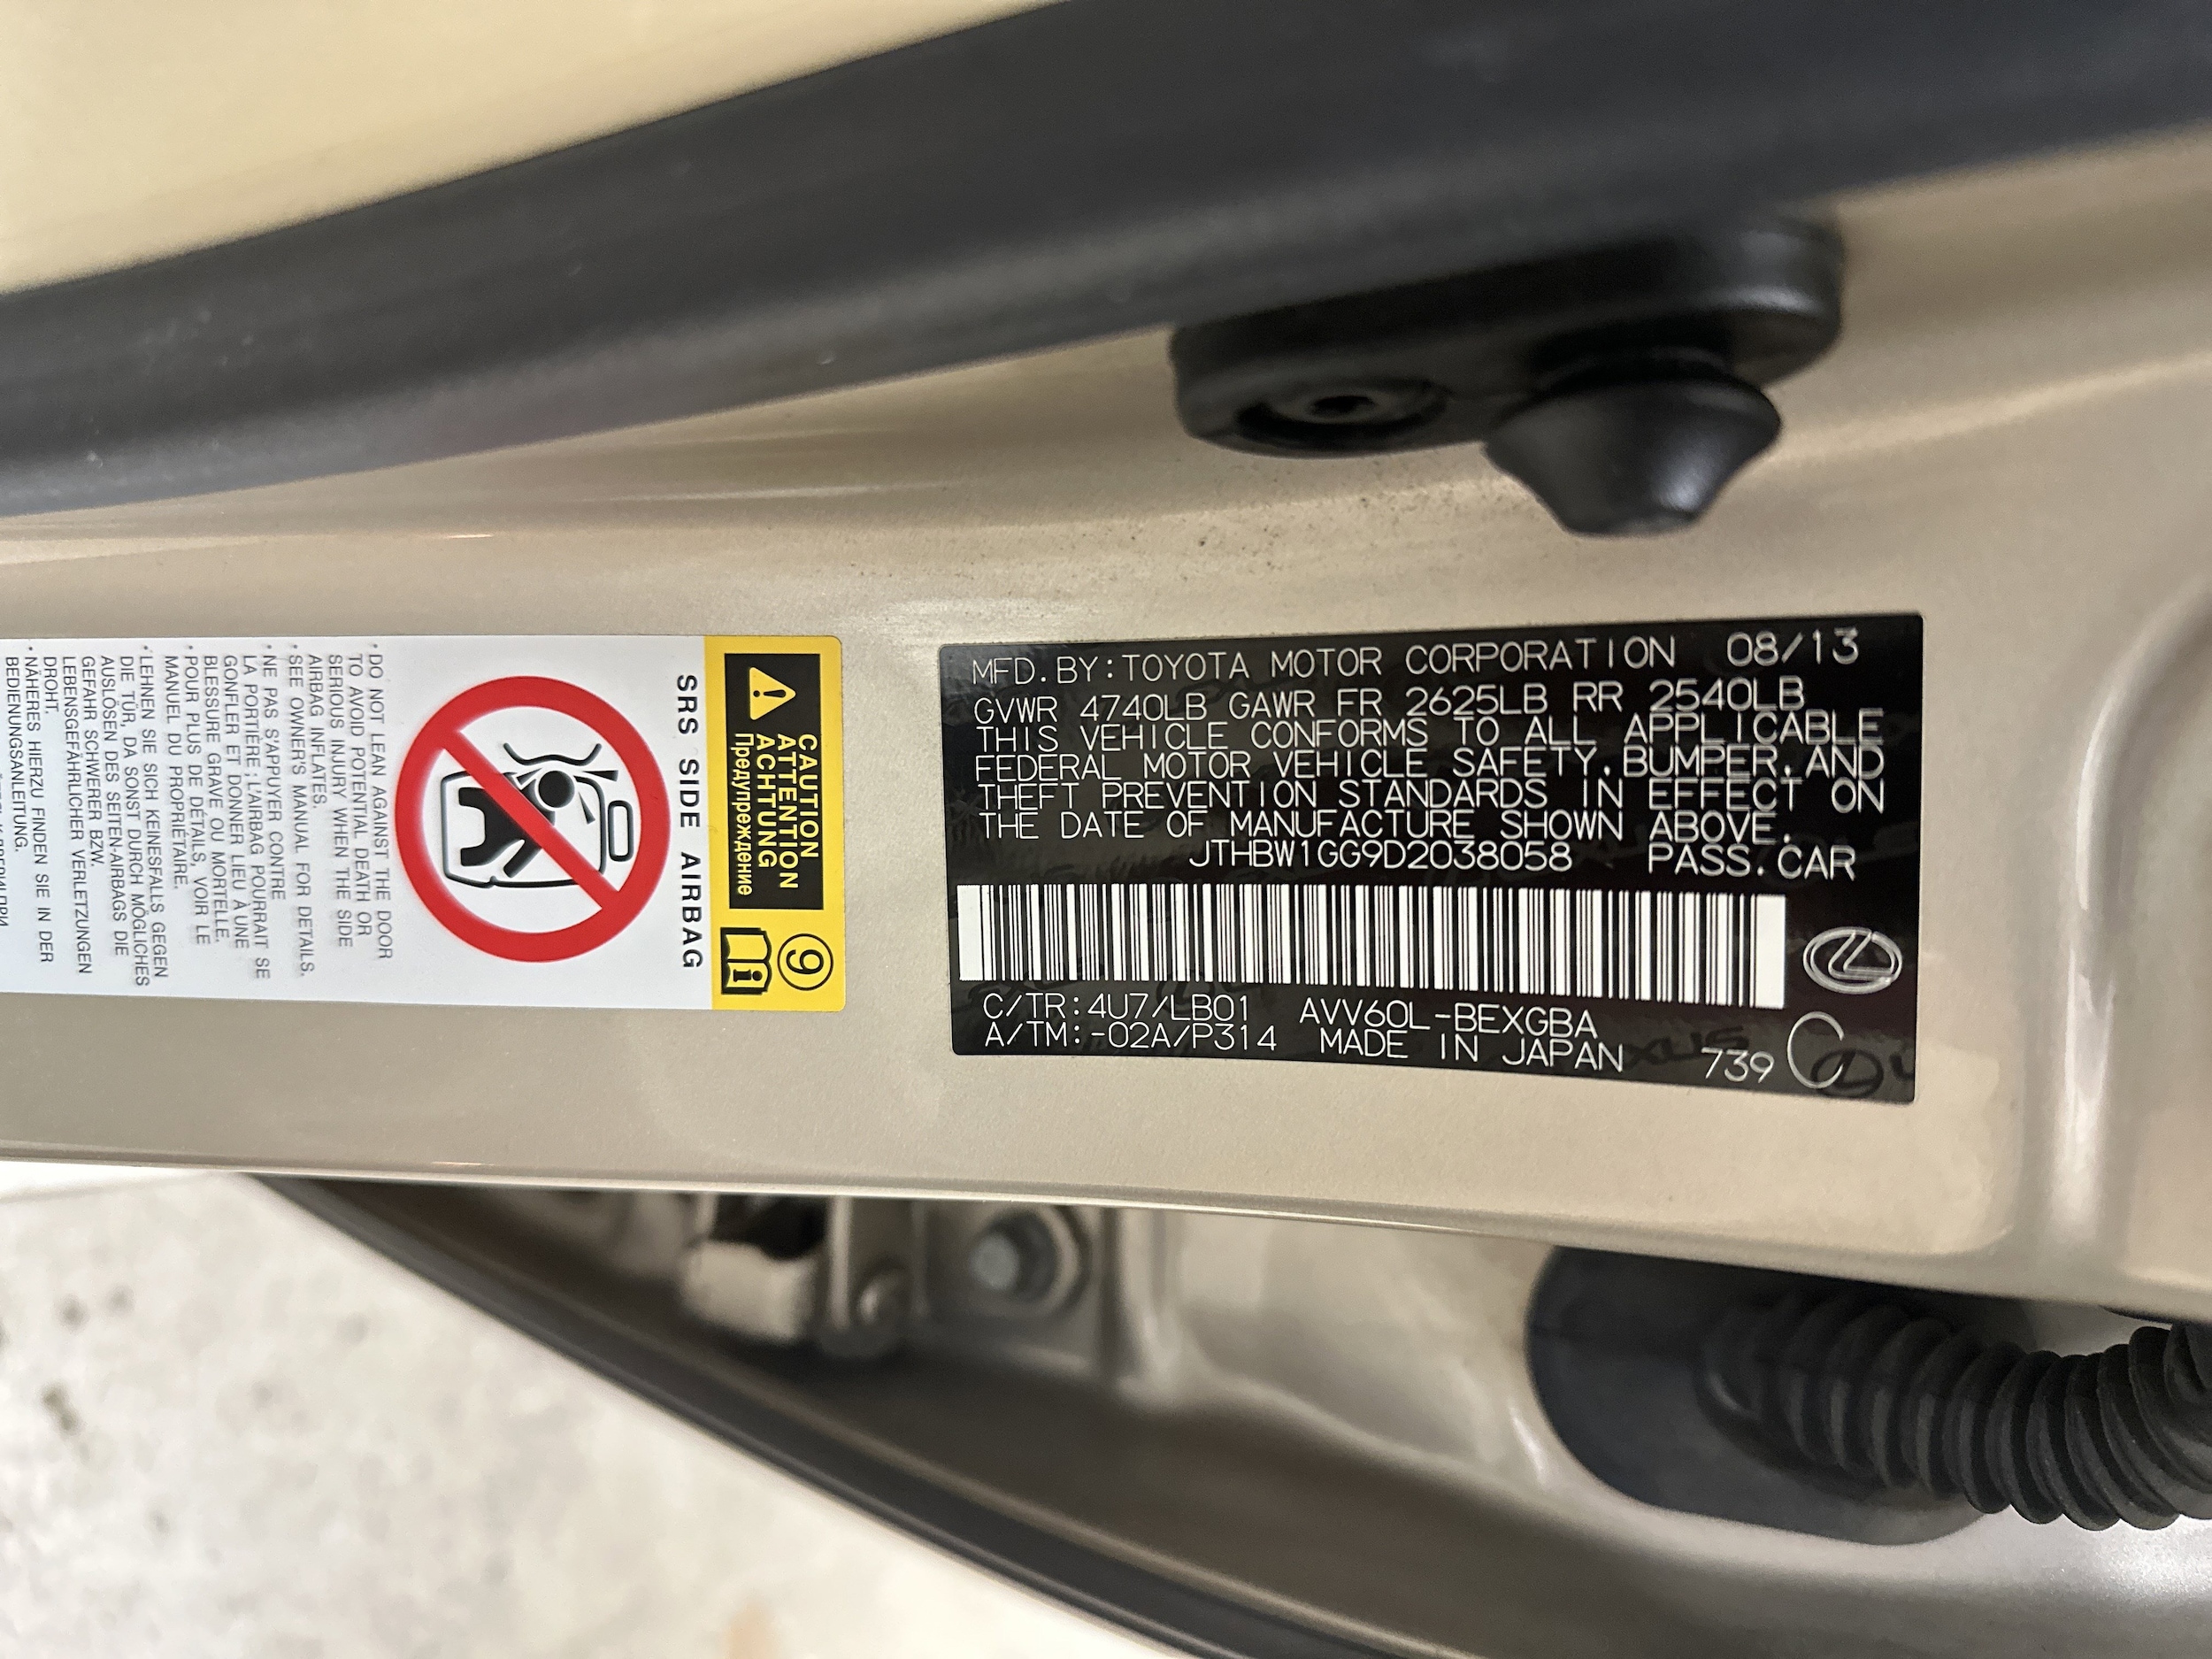 MFD.BY:TOYOTA MOTOR CORPORATION 08/13
GVWR 4740LB GAWR FR 2625LB RR 2540LB
THIS VEHICLE CONFORMS TO ALL APPLICABLE
FEDERAL MOTOR VEHICLE SAFETY,BUMPER,AND
THEFT PREVENTION STANDARDS IN EFFECT ON
THE DATE OF MANUFACTURE SHOWN ABOVE.
JTHBW1GG9D2038058 PASS.CAR
C/TR:4U7/LB01 AVV60L-BEXGBA
A/TM:-02A/P314 MADE IN JAPAN 739
CAUTION
ATTENTION
ACHTUNG
Предупреждение
9
i
SRS SIDE AIRBAG
・DO NOT LEAN AGAINST THE DOOR
TO AVOID POTENTIAL DEATH OR
SERIOUS INJURY WHEN THE SIDE
AIRBAG INFLATES.
・SEE OWNER'S MANUAL FOR DETAILS.
・NE PAS S'APPUYER CONTRE
LA PORTIÈRE ; L'AIRBAG POURRAIT SE
GONFLER ET DONNER LIEU À UNE
BLESSURE GRAVE OU MORTELLE.
・POUR PLUS DE DÉTAILS, VOIR LE
MANUEL DU PROPRIÉTAIRE.
・LEHNEN SIE SICH KEINESFALLS GEGEN
DIE TÜR, DA SONST DURCH MÖGLICHES
AUSLÖSEN DES SEITEN-AIRBAGS DIE
GEFAHR SCHWERER BZW.
LEBENSGEFÄHRLICHER VERLETZUNGEN
DROHT.
・NÄHERES HIERZU FINDEN SIE IN DER
BEDIENUNGSANLEITUNG.